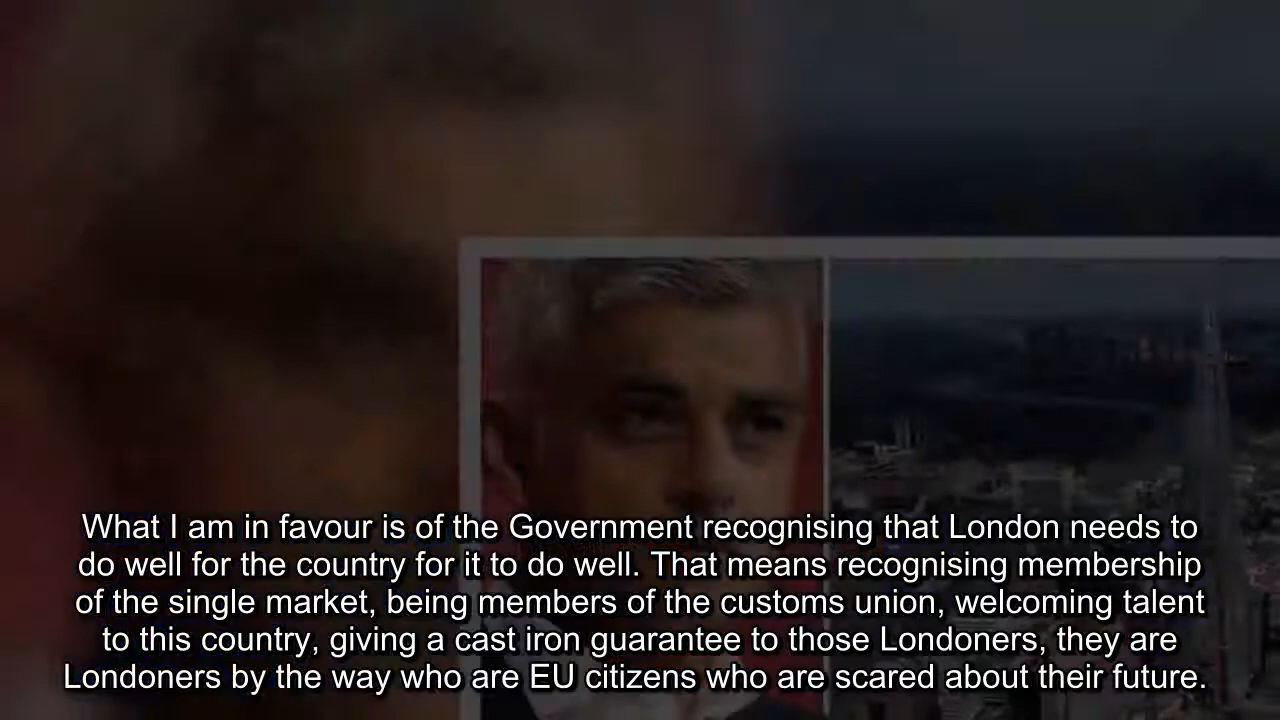 What I am in favour is of the Government recognising that London needs to
do well for the country for it to do well. That means recognising membership
of the single market, being members of the customs union, welcoming talent
to this country, giving a cast iron guarantee to those Londoners, they are
Londoners by the way who are EU citizens who are scared about their future.